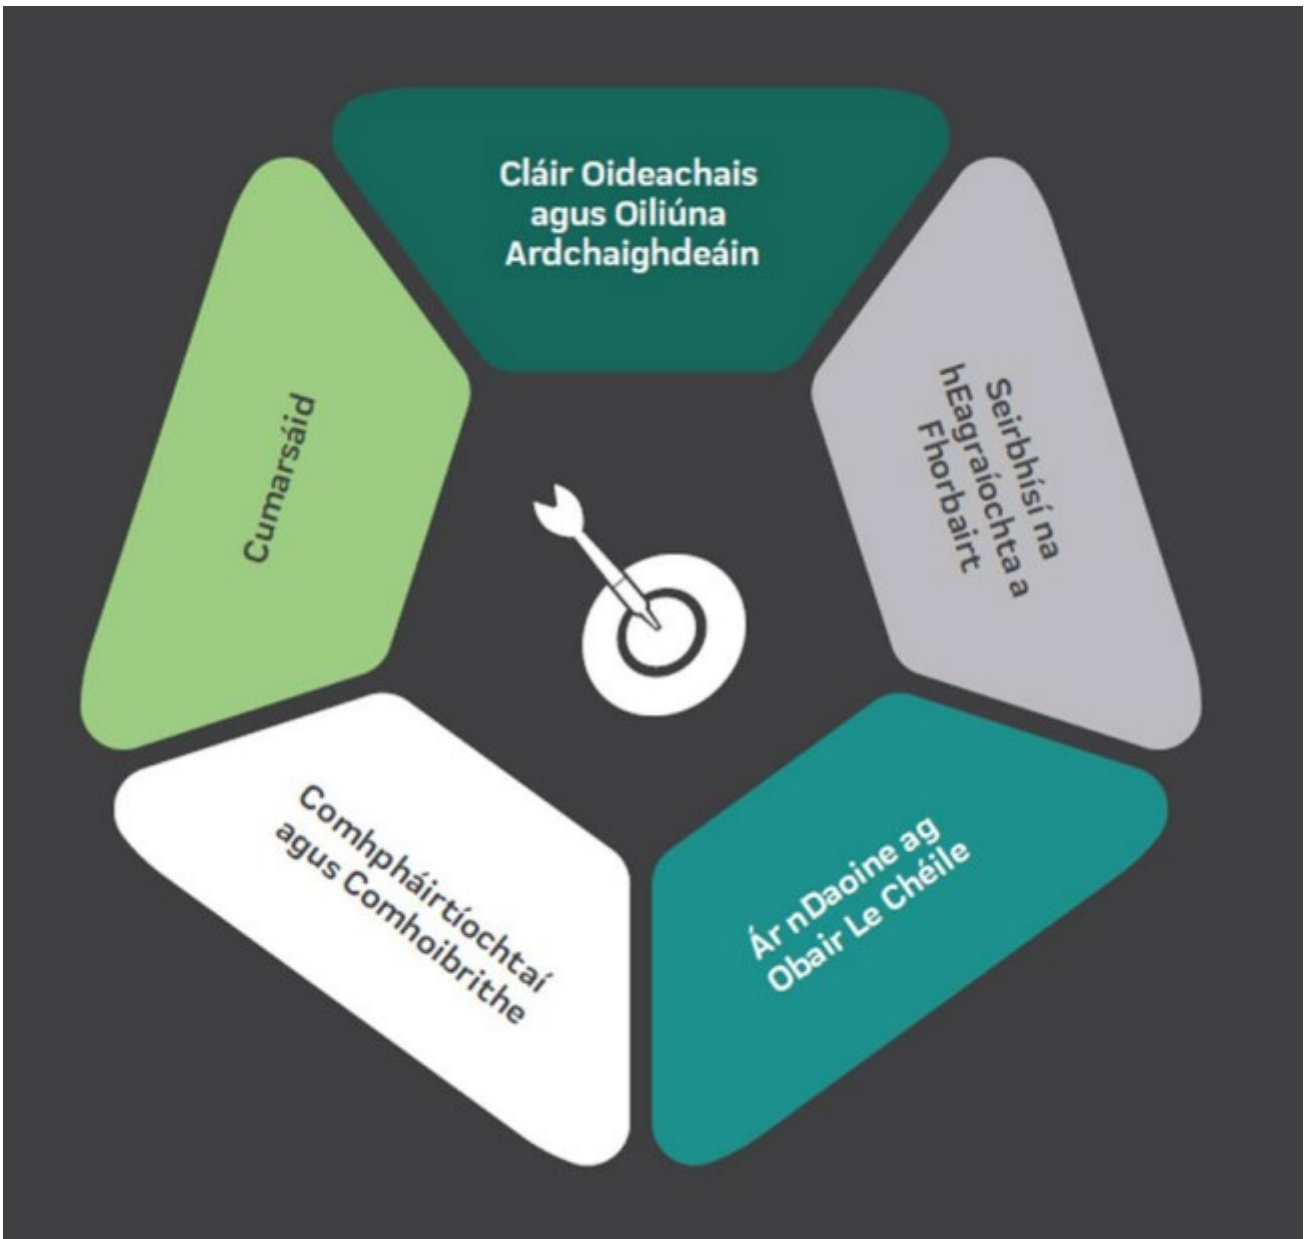 Cláir Oideachais
agus Oiliúna
Ardchaighdeáin
Seirbhísí na
hEagraíochta a
Fhorbairt
Ár nDaoine ag
Obair Le Chéile
Comhpháirtíochtaí
agus Comhoibrithe
Cumarsáid